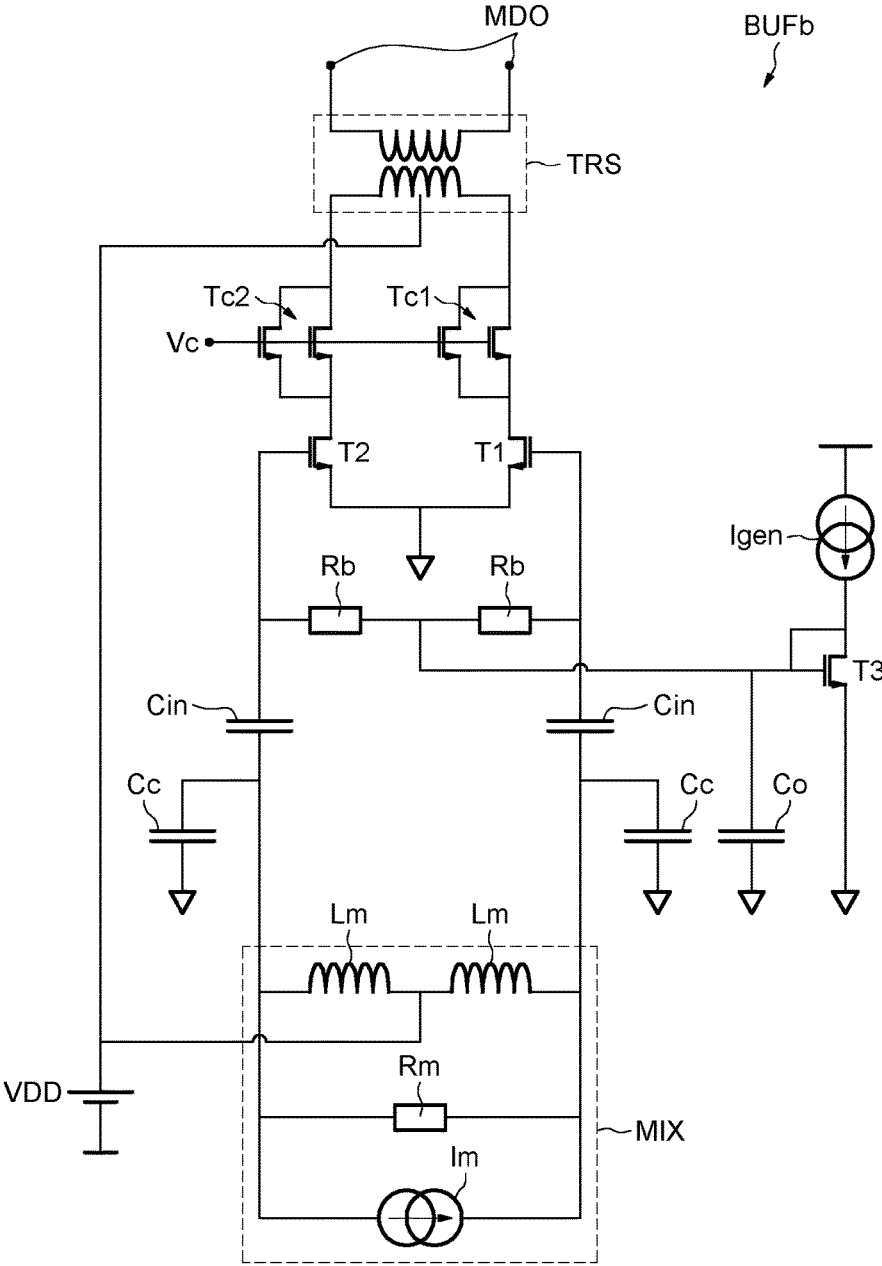 MDO
BUFb
TRS
Tc2
Tc1
Vc
T2
T1
Igen
Rb
Rb
T3
Cin
Cin
Cc
Cc
Co
Lm
Lm
VDD
Rm
MIX
Im